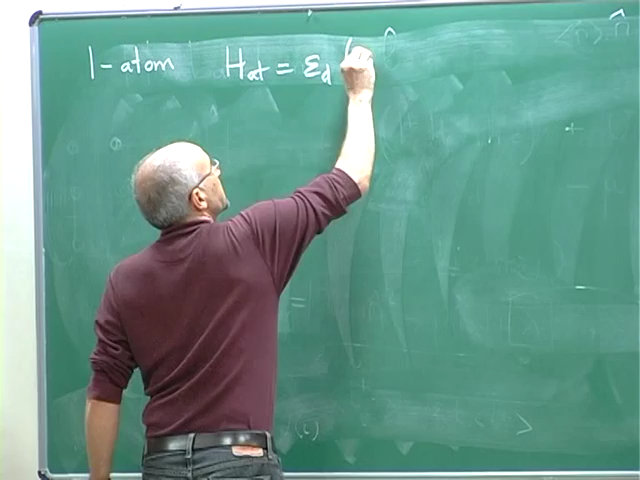 1-atom H_at = ε_d (